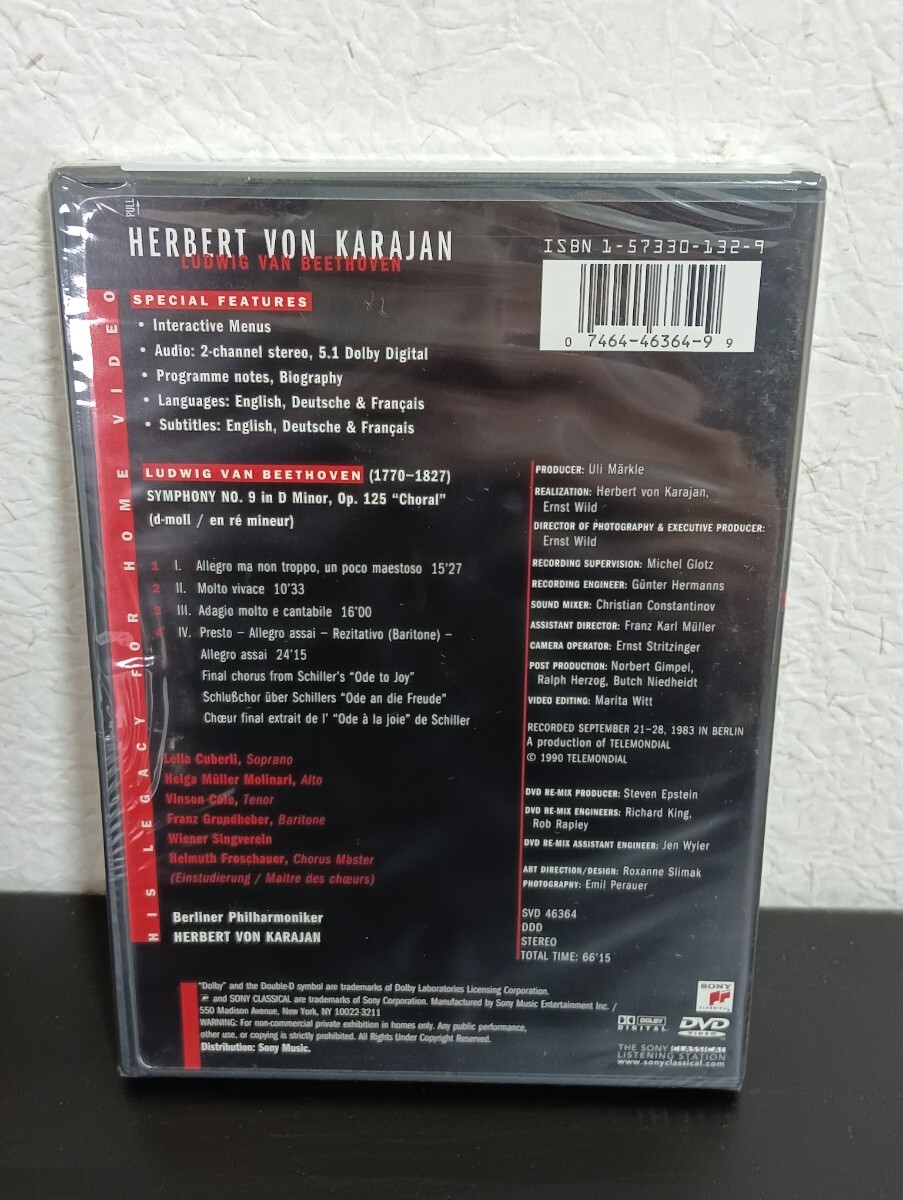 PULL
HERBERT VON KARAJAN
LUDWIG VAN BEETHOVEN
ISBN 1-57330-132-9
0 7464-46364-9 9
HIS LEGACY FOR HOME VIDEO
SPECIAL FEATURES
• Interactive Menus
• Audio: 2-channel stereo, 5.1 Dolby Digital
• Programme notes, Biography
• Languages: English, Deutsche & Français
• Subtitles: English, Deutsche & Français
LUDWIG VAN BEETHOVEN (1770–1827)
SYMPHONY NO. 9 in D Minor, Op. 125 “Choral”
(d-moll / en ré mineur)
1 I. Allegro ma non troppo, un poco maestoso 15'27
2 II. Molto vivace 10'33
3 III. Adagio molto e cantabile 16'00
4 IV. Presto – Allegro assai – Rezitativo (Baritone) –
Allegro assai 24'15
Final chorus from Schiller’s “Ode to Joy”
Schlußchor über Schillers “Ode an die Freude”
Chœur final extrait de l’ “Ode à la joie” de Schiller
Lella Cuberli, Soprano
Helga Müller Molinari, Alto
Vinson Cole, Tenor
Franz Grundheber, Baritone
Wiener Singverein
Helmuth Froschauer, Chorus Master
(Einstudierung / Maitre des chœurs)
Berliner Philharmoniker
HERBERT VON KARAJAN
PRODUCER: Uli Märkle
REALIZATION: Herbert von Karajan,
Ernst Wild
DIRECTOR OF PHOTOGRAPHY & EXECUTIVE PRODUCER:
Ernst Wild
RECORDING SUPERVISION: Michel Glotz
RECORDING ENGINEER: Günter Hermanns
SOUND MIXER: Christian Constantinov
ASSISTANT DIRECTOR: Franz Karl Müller
CAMERA OPERATOR: Ernst Stritzinger
POST PRODUCTION: Norbert Gimpel,
Ralph Herzog, Butch Niedheidt
VIDEO EDITING: Marita Witt
RECORDED SEPTEMBER 21–28, 1983 IN BERLIN
A production of TELEMONDIAL
© 1990 TELEMONDIAL
DVD RE-MIX PRODUCER: Steven Epstein
DVD RE-MIX ENGINEERS: Richard King,
Rob Rapley
DVD RE-MIX ASSISTANT ENGINEER: Jen Wyler
ART DIRECTION/DESIGN: Roxanne Slimak
PHOTOGRAPHY: Emil Perauer
SVD 46364
DDD
STEREO
TOTAL TIME: 66'15
“Dolby” and the Double-D symbol are trademarks of Dolby Laboratories Licensing Corporation.
and SONY CLASSICAL are trademarks of Sony Corporation. Manufactured by Sony Music Entertainment Inc. /
550 Madison Avenue, New York, NY 10022-3211
WARNING: For non-commercial private exhibition in homes only. Any public performance,
other use, or copying is strictly prohibited. All Rights Under Copyright Reserved.
Distribution: Sony Music.
SONY
CLASSICAL
DOLBY
DIGITAL
DVD
VIDEO
THE SONY CLASSICAL
LISTENING STATION
www.sonyclassical.com